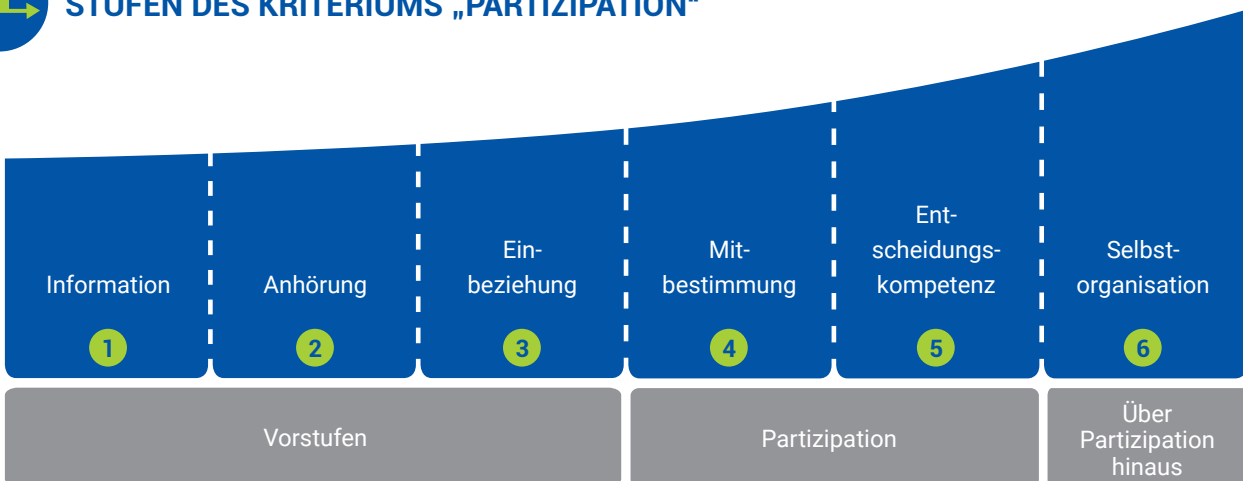 STUFEN DES KRITERIUMS „PARTIZIPATION“
Information
1
Anhörung
2
Ein-
beziehung
3
Mit-
bestimmung
4
Ent-
scheidungs-
kompetenz
5
Selbst-
organisation
6
Vorstufen
Partizipation
Über
Partizipation
hinaus